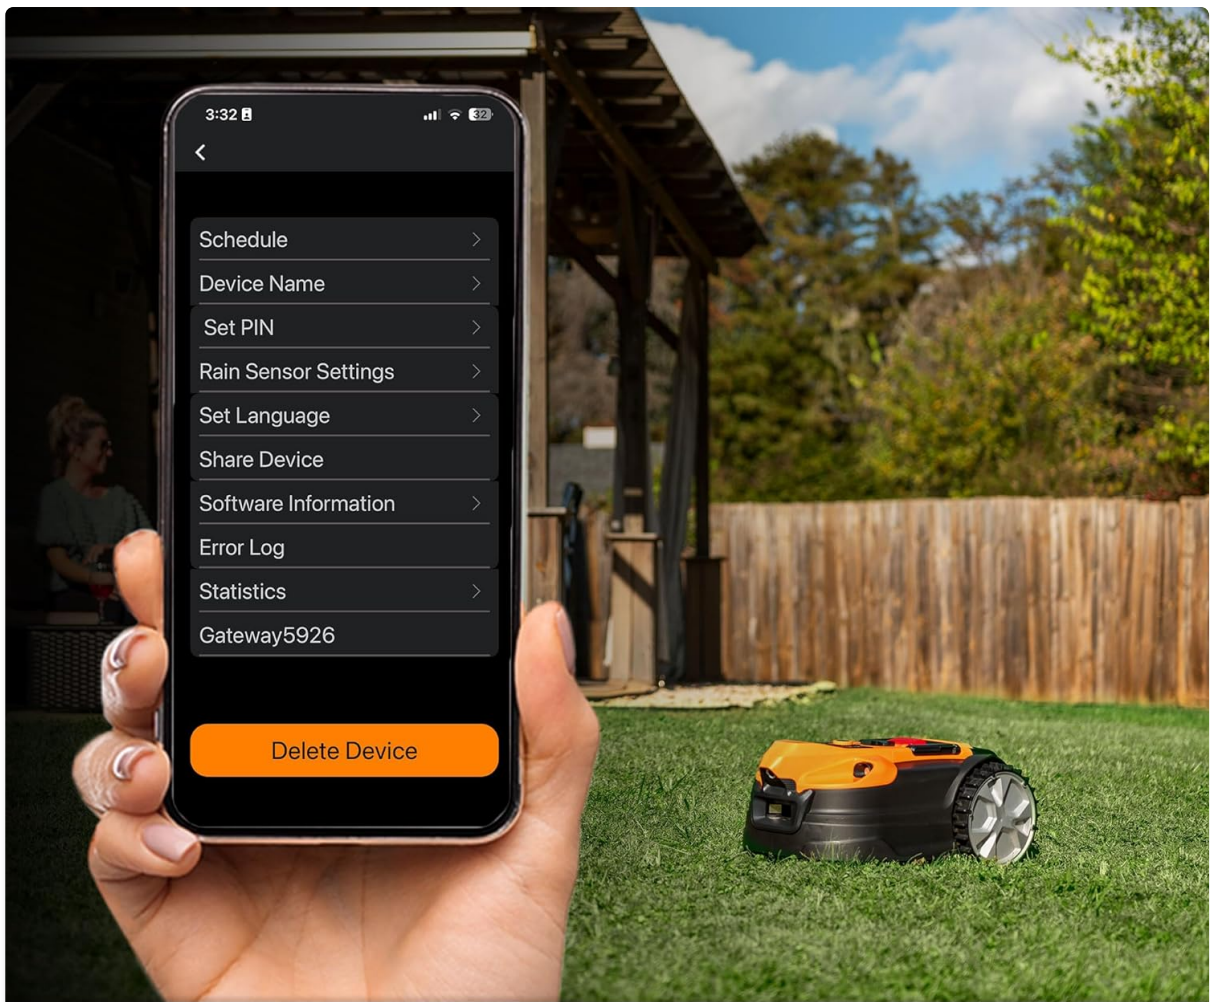 3:32
32
Schedule
Device Name
Set PIN
Rain Sensor Settings
Set Language
Share Device
Software Information
Error Log
Statistics
Gateway5926
Delete Device